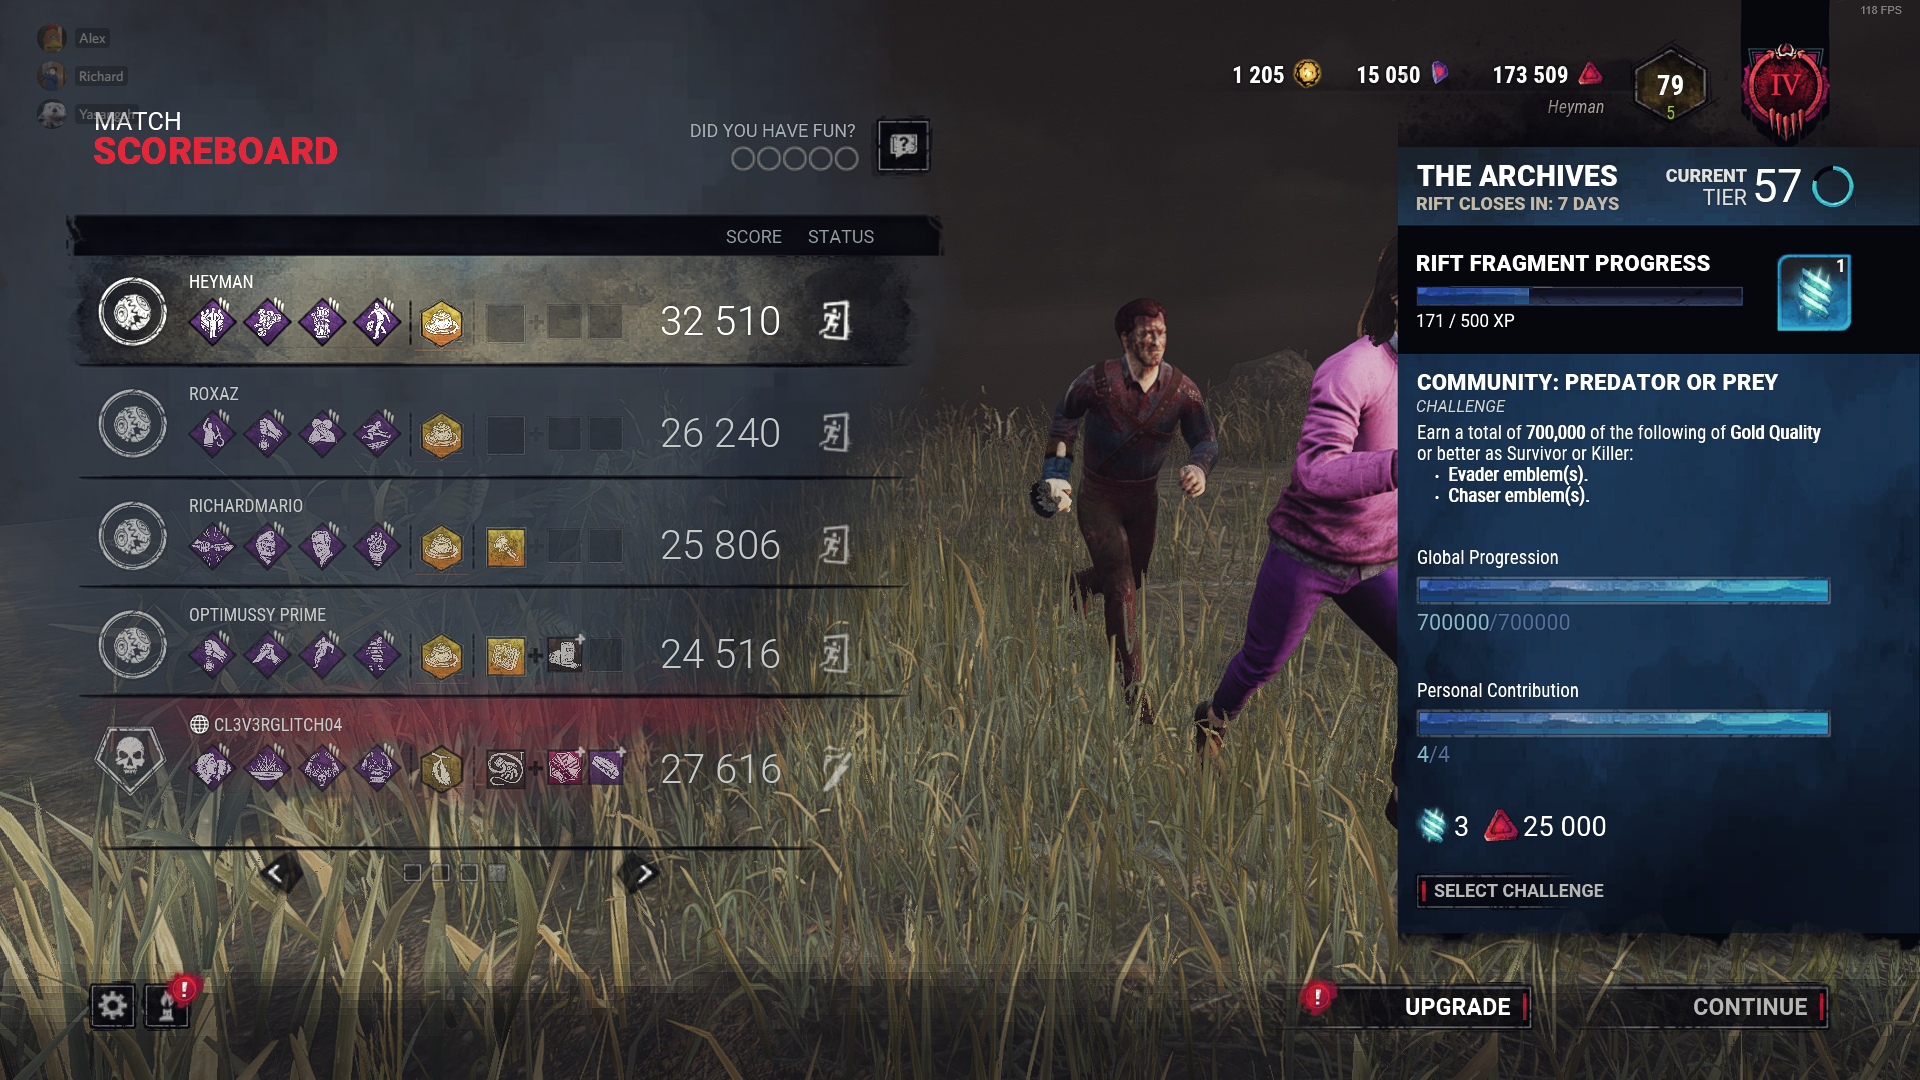 118 FPS
Alex
Richard
MATCH
SCOREBOARD
DID YOU HAVE FUN?
1 205
15 050
173 509
Heyman
79
5
IV
SCORE STATUS
HEYMAN
32 510
ROXAZ
26 240
RICHARDMARIO
25 806
OPTIMUSSY PRIME
24 516
CL3V3RGLITCH04
27 616
THE ARCHIVES
RIFT CLOSES IN: 7 DAYS
CURRENT
TIER 57
RIFT FRAGMENT PROGRESS
1
171 / 500 XP
COMMUNITY: PREDATOR OR PREY
CHALLENGE
Earn a total of 700,000 of the following of Gold Quality
or better as Survivor or Killer:
• Evader emblem(s).
• Chaser emblem(s).
Global Progression
700000/700000
Personal Contribution
4/4
3 25 000
SELECT CHALLENGE
!
!
UPGRADE
CONTINUE